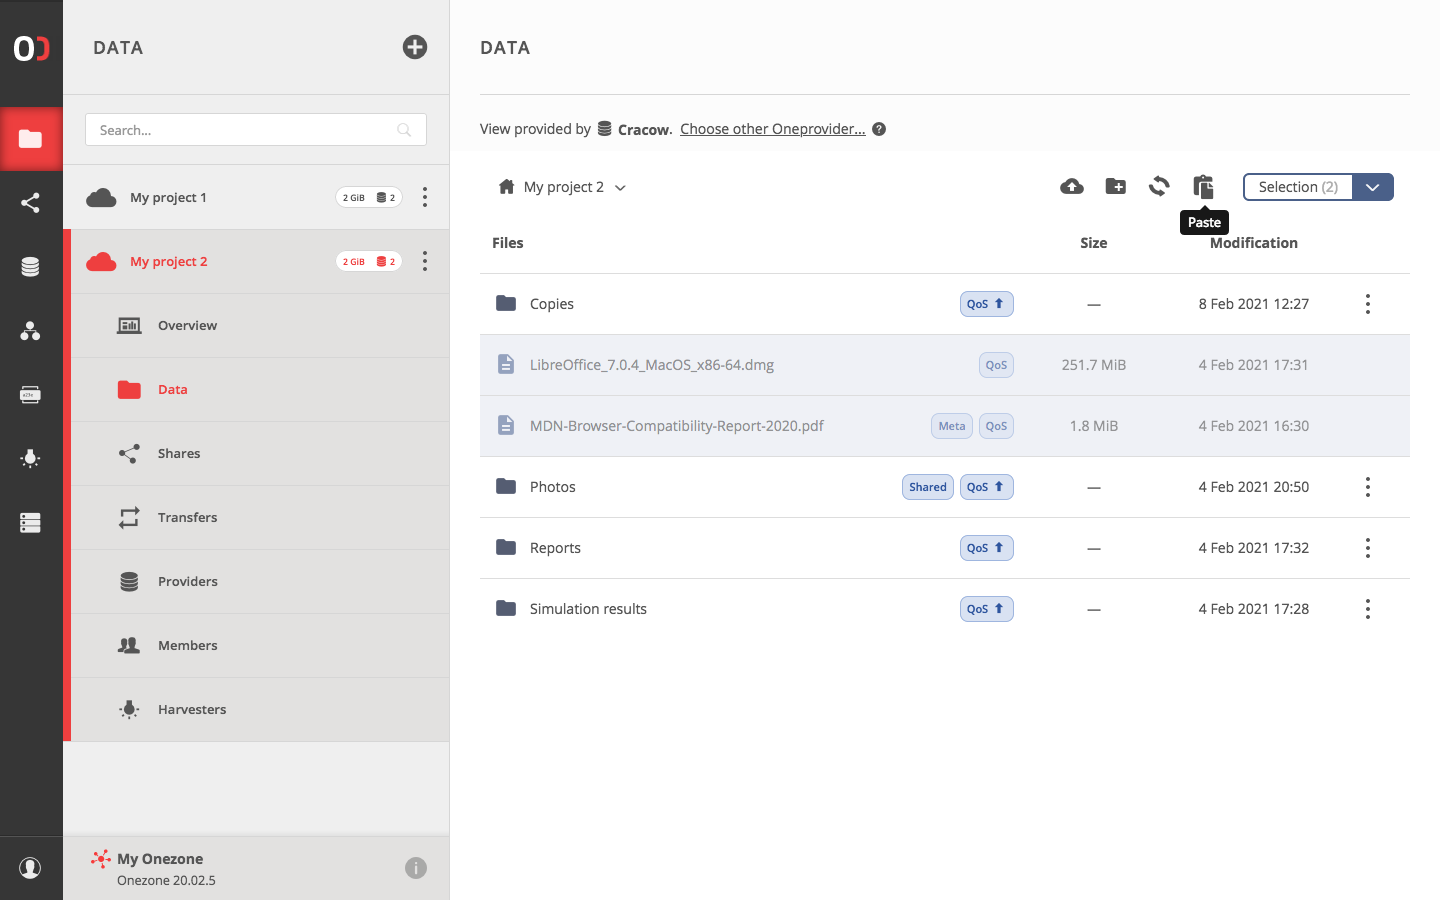 DATA
Search...
My project 1
2 GiB 2
My project 2
2 GiB 2
Overview
Data
Shares
Transfers
Providers
Members
Harvesters
My Onezone
Onezone 20.02.5
DATA
View provided by Cracow. Choose other Oneprovider... ?
My project 2
Selection (2)
Paste
Files Size Modification
Copies QoS — 8 Feb 2021 12:27
LibreOffice_7.0.4_MacOS_x86-64.dmg QoS 251.7 MiB 4 Feb 2021 17:31
MDN-Browser-Compatibility-Report-2020.pdf Meta QoS 1.8 MiB 4 Feb 2021 16:30
Photos Shared QoS — 4 Feb 2021 20:50
Reports QoS — 4 Feb 2021 17:32
Simulation results QoS — 4 Feb 2021 17:28